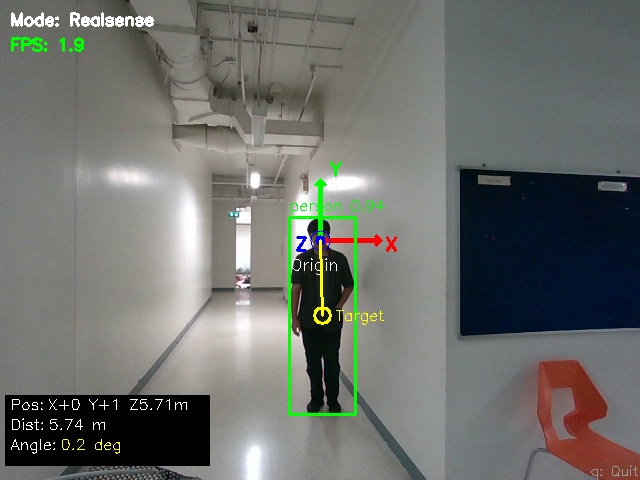 Mode: Realsense
FPS: 1.9
Y
person 0.94
Z
X
Origin
Target
Pos: X+0 Y+1 Z5.71m
Dist: 5.74 m
Angle: 0.2 deg
q: Quit